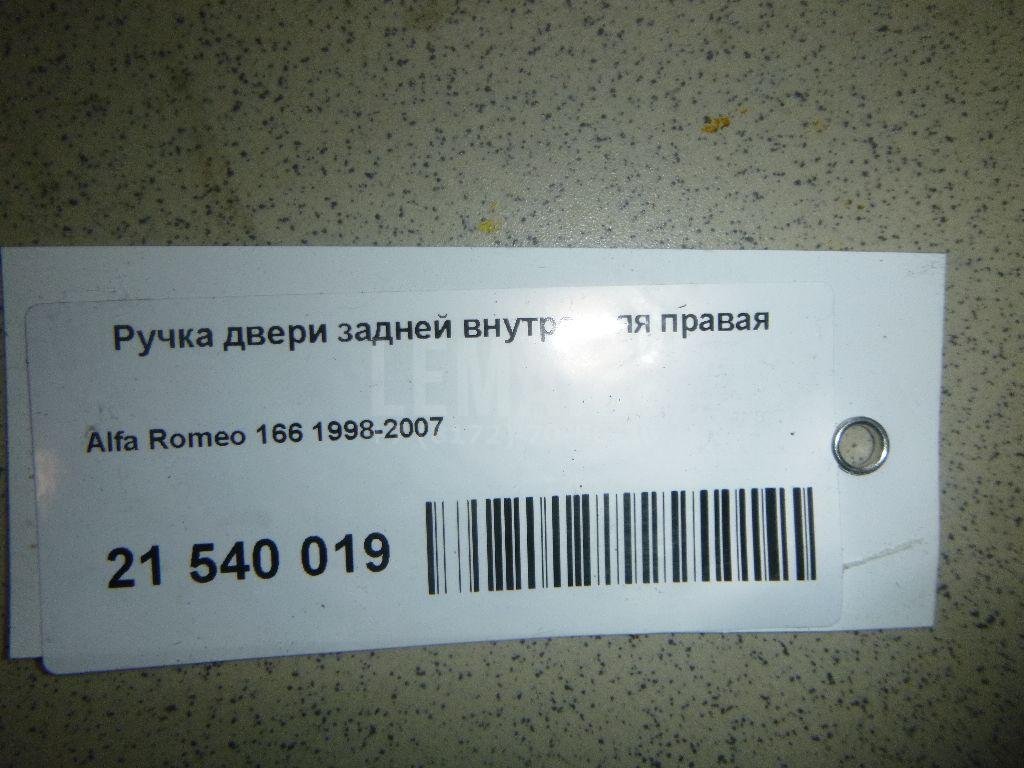 Ручка двери задней правая
Alfa Romeo 166 1998-2007
21 540 019